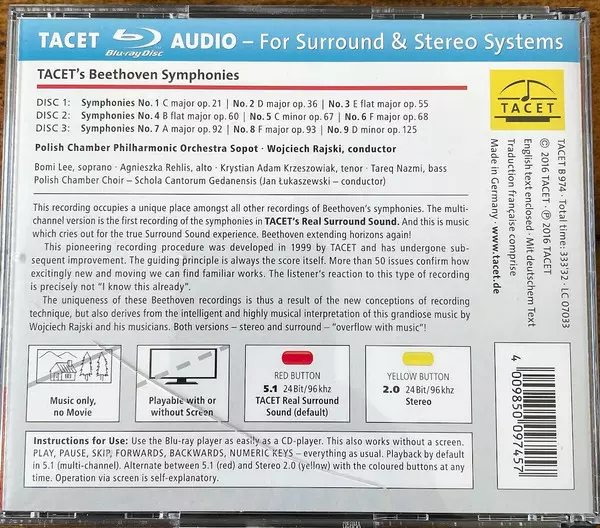 TACET Blu-ray Disc AUDIO – For Surround & Stereo Systems
TACET's Beethoven Symphonies
DISC 1: Symphonies No. 1 C major op. 21 | No. 2 D major op. 36 | No. 3 E flat major op. 55
DISC 2: Symphonies No. 4 B flat major op. 60 | No. 5 C minor op. 67 | No. 6 F major op. 68
DISC 3: Symphonies No. 7 A major op. 92 | No. 8 F major op. 93 | No. 9 D minor op. 125
Polish Chamber Philharmonic Orchestra Sopot · Wojciech Rajski, conductor
Bomi Lee, soprano · Agnieszka Rehlis, alto · Krystian Adam Krzeszowiak, tenor · Tareq Nazmi, bass
Polish Chamber Choir – Schola Cantorum Gedanensis (Jan Łukaszewski – conductor)
This recording occupies a unique place amongst all other recordings of Beethoven's symphonies. The multi-
channel version is the first recording of the symphonies in TACET's Real Surround Sound. And this is music
which cries out for the true Surround Sound experience. Beethoven extending horizons again!
This pioneering recording procedure was developed in 1999 by TACET and has undergone sub-
sequent improvement. The guiding principle is always the score itself. More than 50 issues confirm how
excitingly new and moving we can find familiar works. The listener's reaction to this type of recording
is precisely not "I know this already".
The uniqueness of these Beethoven recordings is thus a result of the new conceptions of recording
technique, but also derives from the intelligent and highly musical interpretation of this grandiose music by
Wojciech Rajski and his musicians. Both versions – stereo and surround – "overflow with music"!
Music only,
no Movie
Playable with or
without Screen
RED BUTTON
5.1 24 Bit/96 khz
TACET Real Surround
Sound (default)
YELLOW BUTTON
2.0 24 Bit/96 khz
Stereo
Instructions for Use: Use the Blu-ray player as easily as a CD-player. This also works without a screen.
PLAY, PAUSE, SKIP, FORWARDS, BACKWARDS, NUMERIC KEYS – everything as usual. Playback by default
in 5.1 (multi-channel). Alternate between 5.1 (red) and Stereo 2.0 (yellow) with the coloured buttons at any
time. Operation via screen is self-explanatory.
TACET
TACET B 974 · Total time: 333'32 · LC 07033
© 2016 TACET · ℗ 2016 TACET
English text enclosed · Mit deutschem Text
Traduction française comprise
Made in Germany · www.tacet.de
4 009850 097457